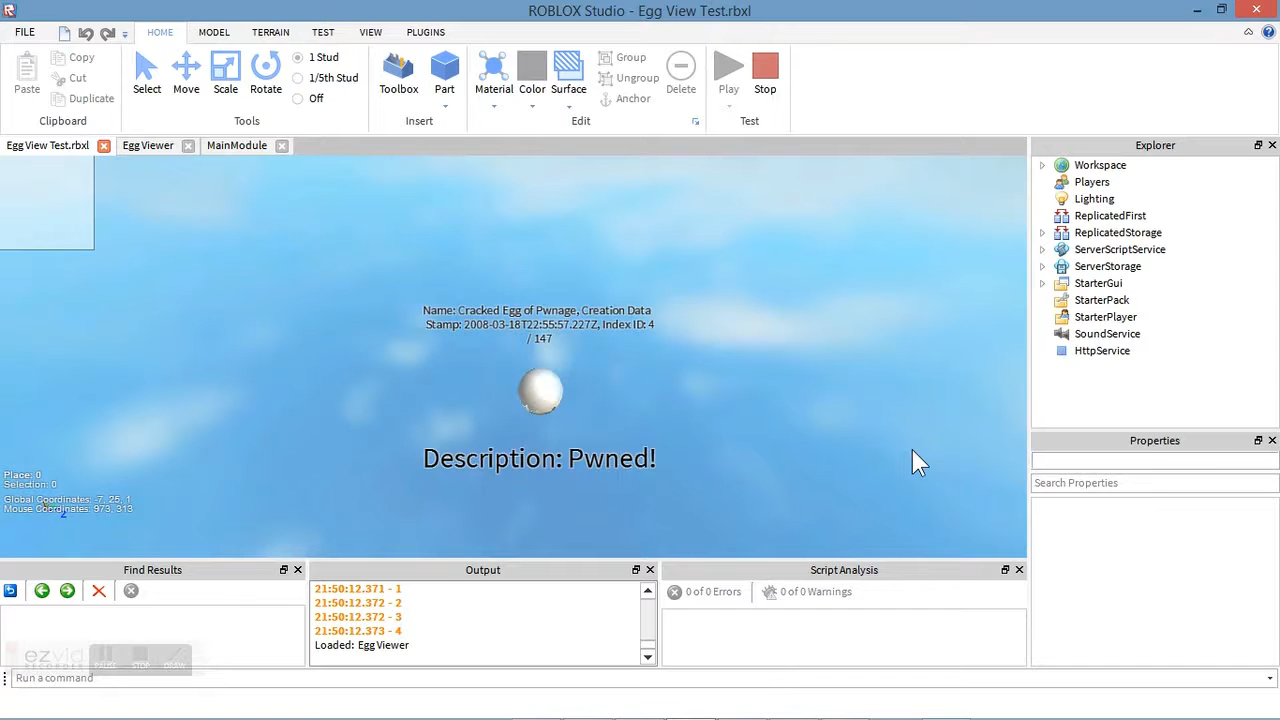 ROBLOX Studio - Egg View Test.rbxl
FILE HOME MODEL TERRAIN TEST VIEW PLUGINS
Paste
Copy
Cut
Duplicate
Clipboard
Select Move Scale Rotate
1 Stud
1/5th Stud
Off
Tools
Toolbox Part
Insert
Material Color Surface
Group
Ungroup
Anchor
Delete
Edit
Play Stop
Test
Egg View Test.rbxl Egg Viewer MainModule
Name: Cracked Egg of Pwnage, Creation Data
Stamp: 2008-03-18T22:55:57.227Z, Index ID: 4
/ 147
Description: Pwned!
Place: 0
Selection: 0
Global Coordinates: -7, 25, 1
Mouse Coordinates: 973, 313
Z
Explorer
Workspace
Players
Lighting
ReplicatedFirst
ReplicatedStorage
ServerScriptService
ServerStorage
StarterGui
StarterPack
StarterPlayer
SoundService
HttpService
Properties
Search Properties
Find Results
Output
21:50:12.371 - 1
21:50:12.372 - 2
21:50:12.372 - 3
21:50:12.373 - 4
Loaded: Egg Viewer
Script Analysis
0 of 0 Errors 0 of 0 Warnings
ezvid
RECORDER
PAUSE STOP DRAW
Run a command